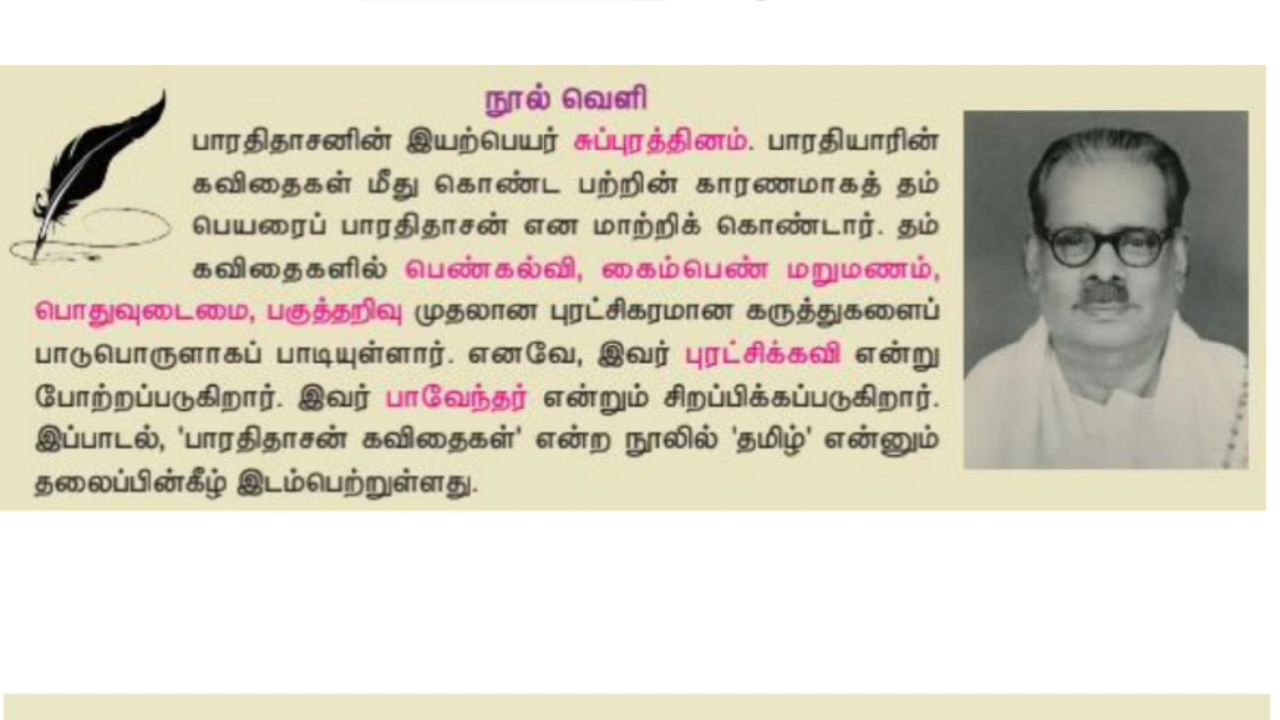 நூல் வெளி
பாரதிதாசனின் இயற்பெயர் சுப்புரத்தினம். பாரதியாரின்
கவிதைகள் மீது கொண்ட பற்றின் காரணமாகத் தம்
பெயரைப் பாரதிதாசன் என மாற்றிக் கொண்டார். தம்
கவிதைகளில் பெண்கல்வி, கைம்பெண் மறுமணம்,
பொதுவுடைமை, பகுத்தறிவு முதலான புரட்சிகரமான கருத்துகளைப்
பாடுபொருளாகப் பாடியுள்ளார். எனவே, இவர் புரட்சிக்கவி என்று
போற்றப்படுகிறார். இவர் பாவேந்தர் என்றும் சிறப்பிக்கப்படுகிறார்.
இப்பாடல், 'பாரதிதாசன் கவிதைகள்' என்ற நூலில் 'தமிழ்' என்னும்
தலைப்பின்கீழ் இடம்பெற்றுள்ளது.